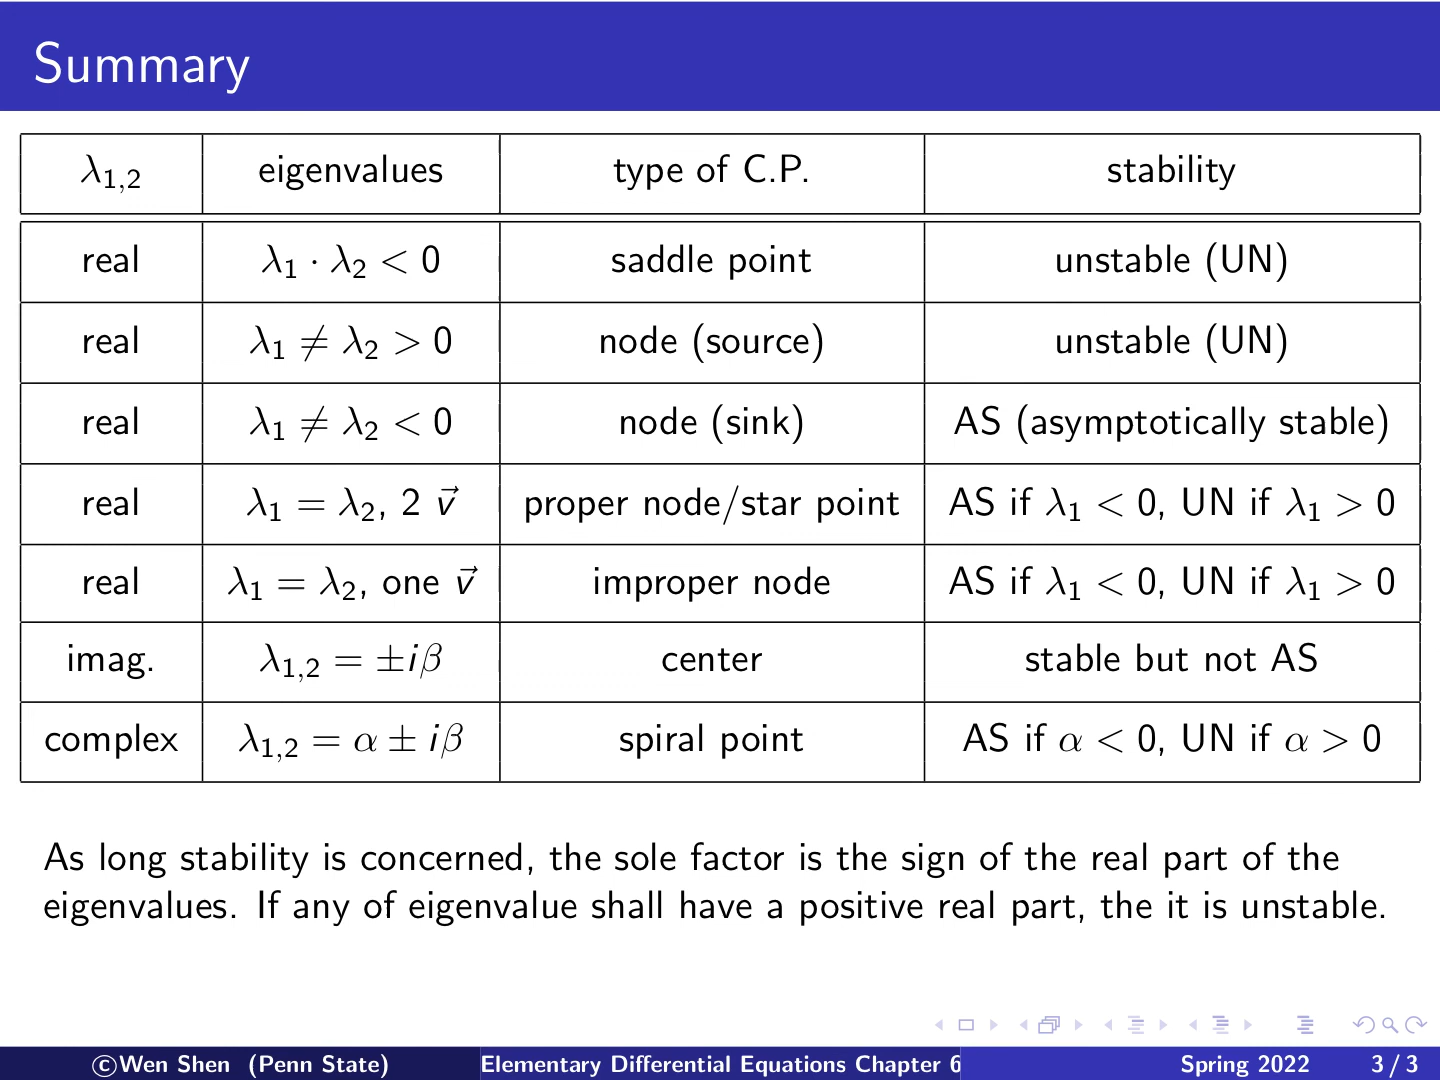 Summary
λ1,2 eigenvalues type of C.P. stability
real λ1 · λ2 < 0 saddle point unstable (UN)
real λ1 ≠ λ2 > 0 node (source) unstable (UN)
real λ1 ≠ λ2 < 0 node (sink) AS (asymptotically stable)
real λ1 = λ2, 2 v⃗ proper node/star point AS if λ1 < 0, UN if λ1 > 0
real λ1 = λ2, one v⃗ improper node AS if λ1 < 0, UN if λ1 > 0
imag. λ1,2 = ±iβ center stable but not AS
complex λ1,2 = α ± iβ spiral point AS if α < 0, UN if α > 0
As long stability is concerned, the sole factor is the sign of the real part of the
eigenvalues. If any of eigenvalue shall have a positive real part, the it is unstable.
©Wen Shen (Penn State) Elementary Differential Equations Chapter 6 Spring 2022 3 / 3